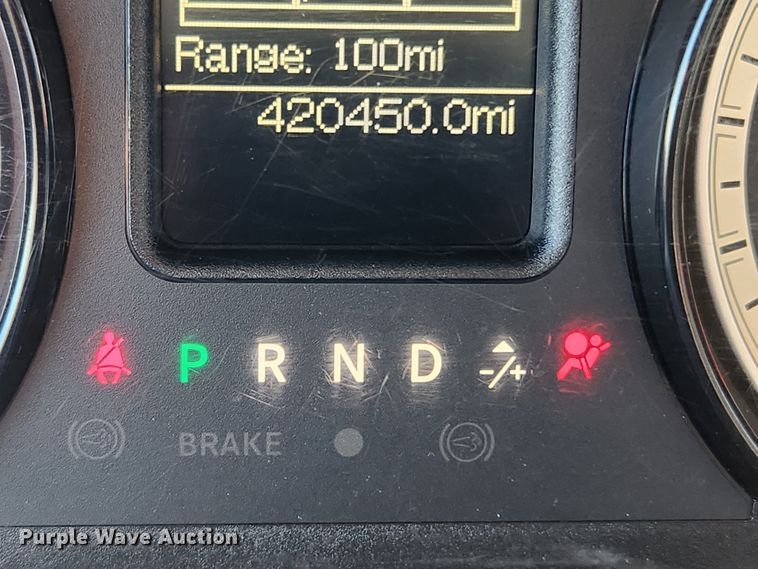 Range: 100mi
420450.0mi
P R N D -/+
BRAKE
Purple Wave Auction